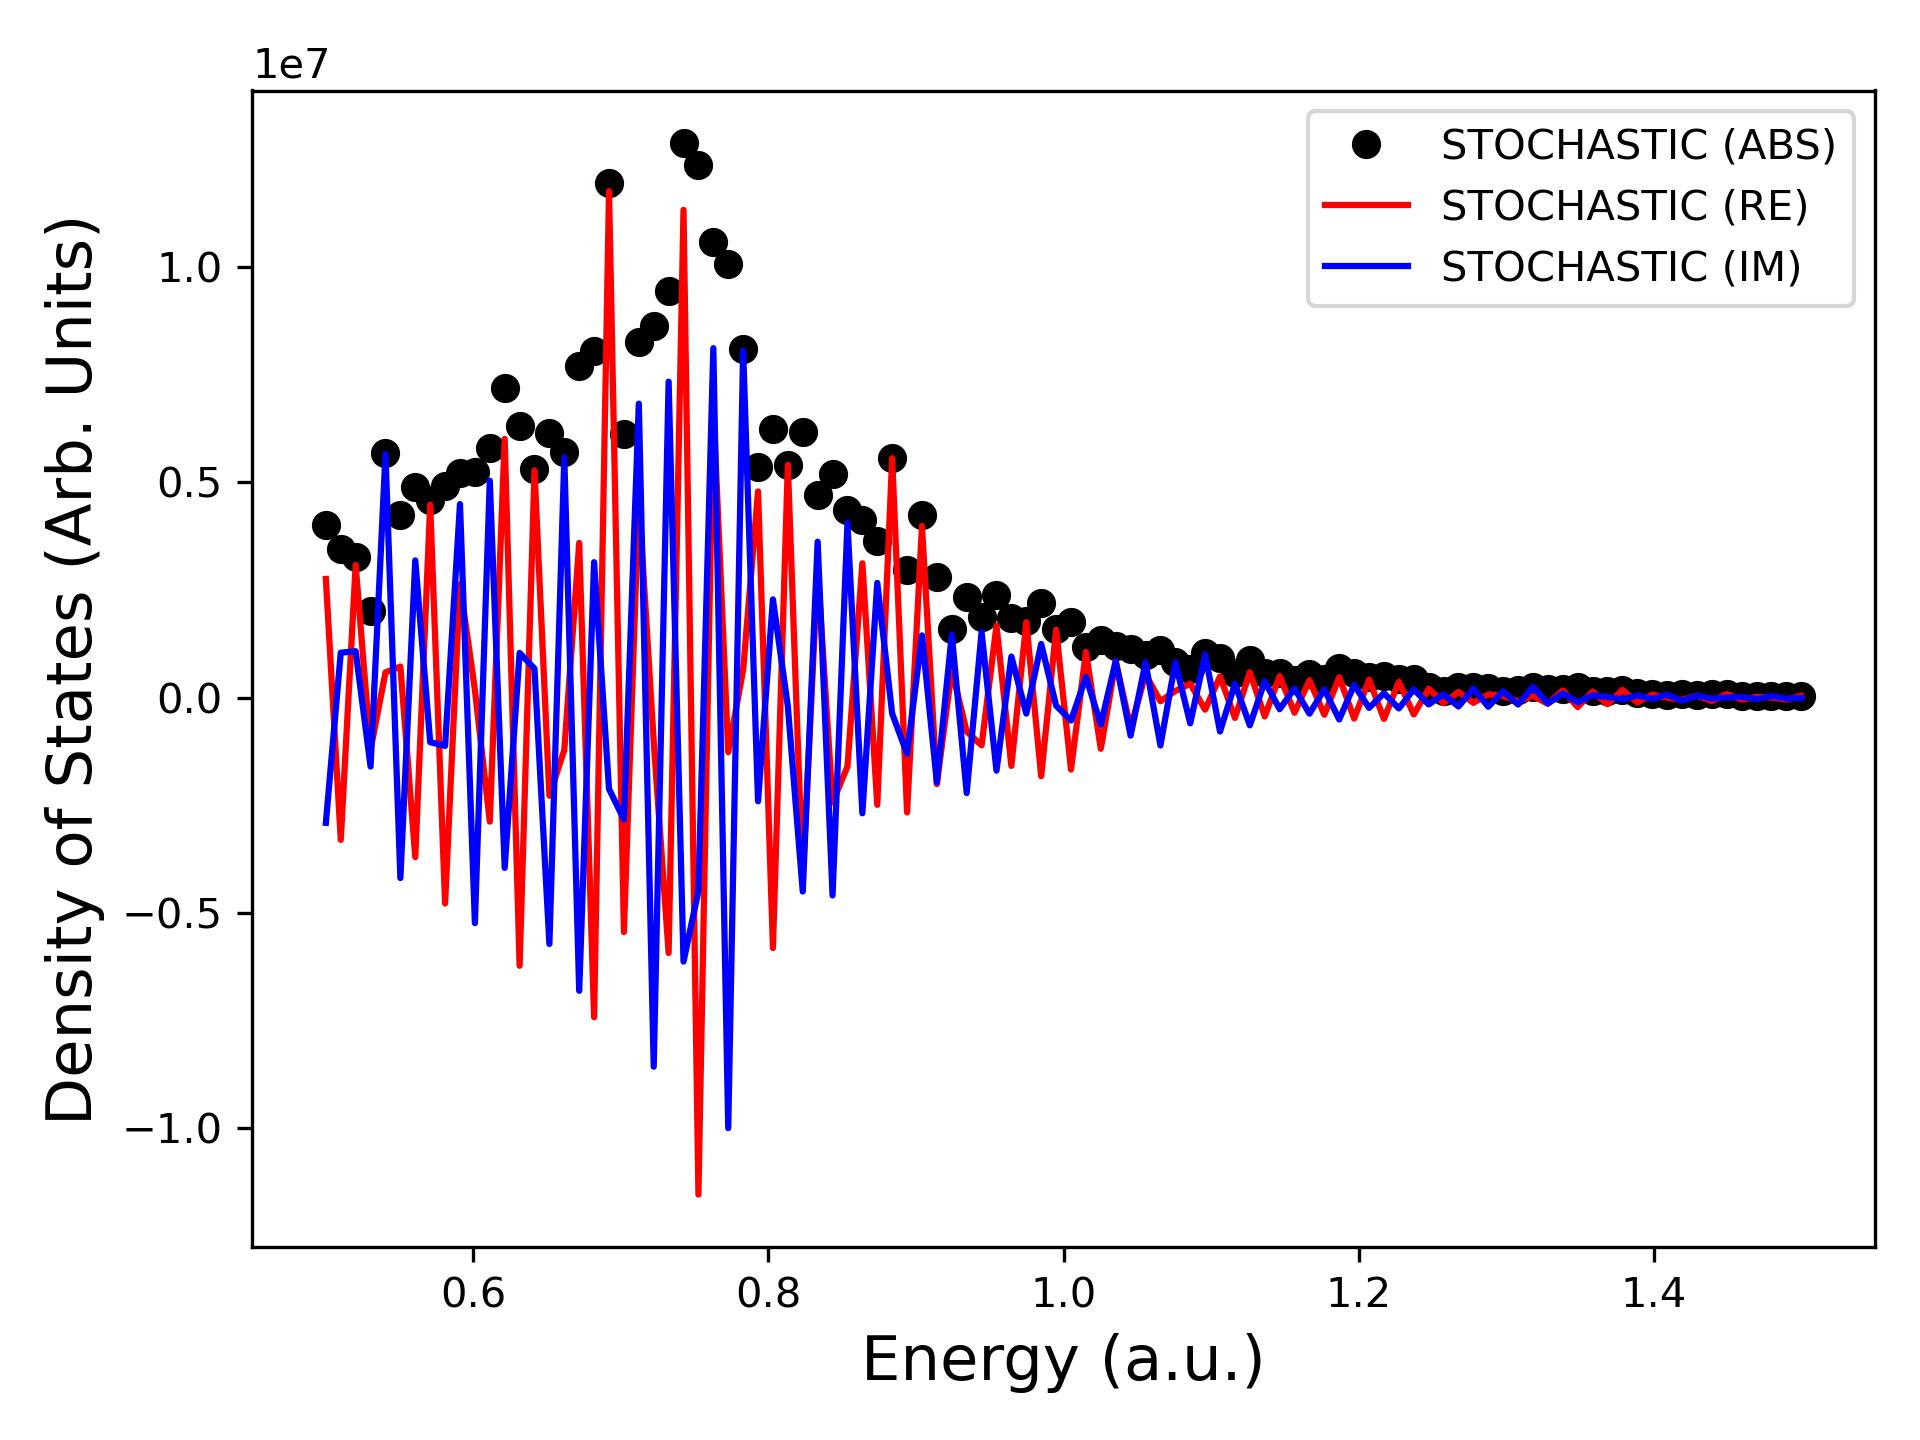 1e7
STOCHASTIC (ABS)
STOCHASTIC (RE)
STOCHASTIC (IM)
Density of States (Arb. Units)
1.0
0.5
0.0
−0.5
−1.0
0.6 0.8 1.0 1.2 1.4
Energy (a.u.)